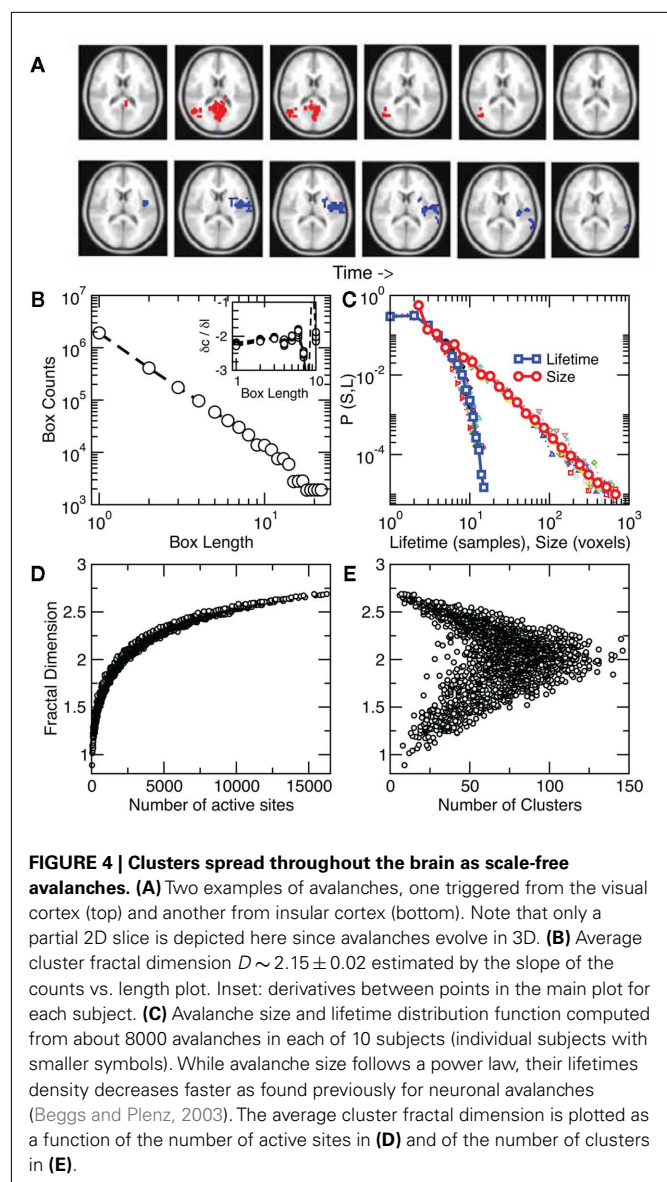 A
Time ->
B
10^7
10^6
10^5
10^4
10^3
Box Counts
10^0
10^1
Box Length
-1
-2
-3
δc / δl
1
10
Box Length
C
10^0
10^-2
10^-4
P (S,L)
Lifetime
Size
10^0
10^1
10^2
10^3
Lifetime (samples), Size (voxels)
D
3
2.5
2
1.5
1
Fractal Dimension
0
5000
10000
15000
Number of active sites
E
3
2.5
2
1.5
1
0
50
100
150
Number of Clusters
FIGURE 4 | Clusters spread throughout the brain as scale-free
avalanches. (A) Two examples of avalanches, one triggered from the visual
cortex (top) and another from insular cortex (bottom). Note that only a
partial 2D slice is depicted here since avalanches evolve in 3D. (B) Average
cluster fractal dimension D ∼ 2.15 ± 0.02 estimated by the slope of the
counts vs. length plot. Inset: derivatives between points in the main plot for
each subject. (C) Avalanche size and lifetime distribution function computed
from about 8000 avalanches in each of 10 subjects (individual subjects with
smaller symbols). While avalanche size follows a power law, their lifetimes
density decreases faster as found previously for neuronal avalanches
(Beggs and Plenz, 2003). The average cluster fractal dimension is plotted as
a function of the number of active sites in (D) and of the number of clusters
in (E).